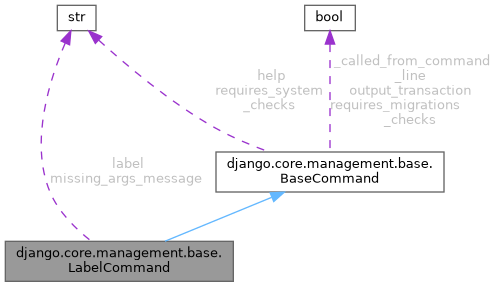 str
bool
help
requires_system
_checks
_called_from_command
_line
output_transaction
requires_migrations
_checks
label
missing_args_message
django.core.management.base.
BaseCommand
django.core.management.base.
LabelCommand